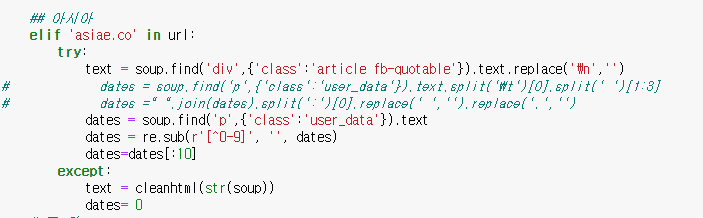 ## 아시아
elif 'asiae.co' in url:
try:
text = soup.find('div',{'class':'article fb-quotable'}).text.replace('₩n','')
# dates = soup.find('p',{'class':'user_data'}).text.split('₩t')[0].split(' ')[1:3]
# dates =" ".join(dates).split(':')[0].replace(' ','').replace('.','')
dates = soup.find('p',{'class':'user_data'}).text
dates = re.sub(r'[^0-9]', '', dates)
dates=dates[:10]
except:
text = cleanhtml(str(soup))
dates= 0